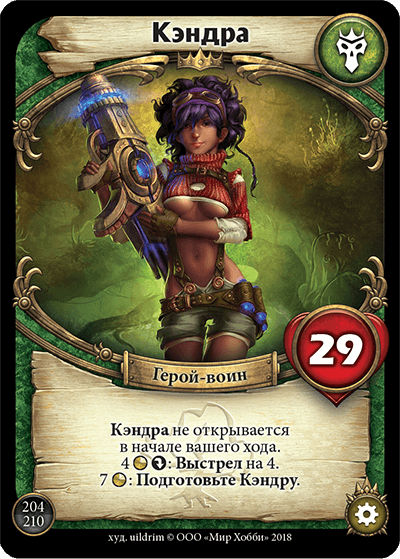 Кэндра
29
Герой-воин
Кэндра не открывается
в начале вашего хода.
4 : Выстрел на 4.
7 : Подготовьте Кэндру.
204
210
худ. uildrim © ООО «Мир Хобби» 2018